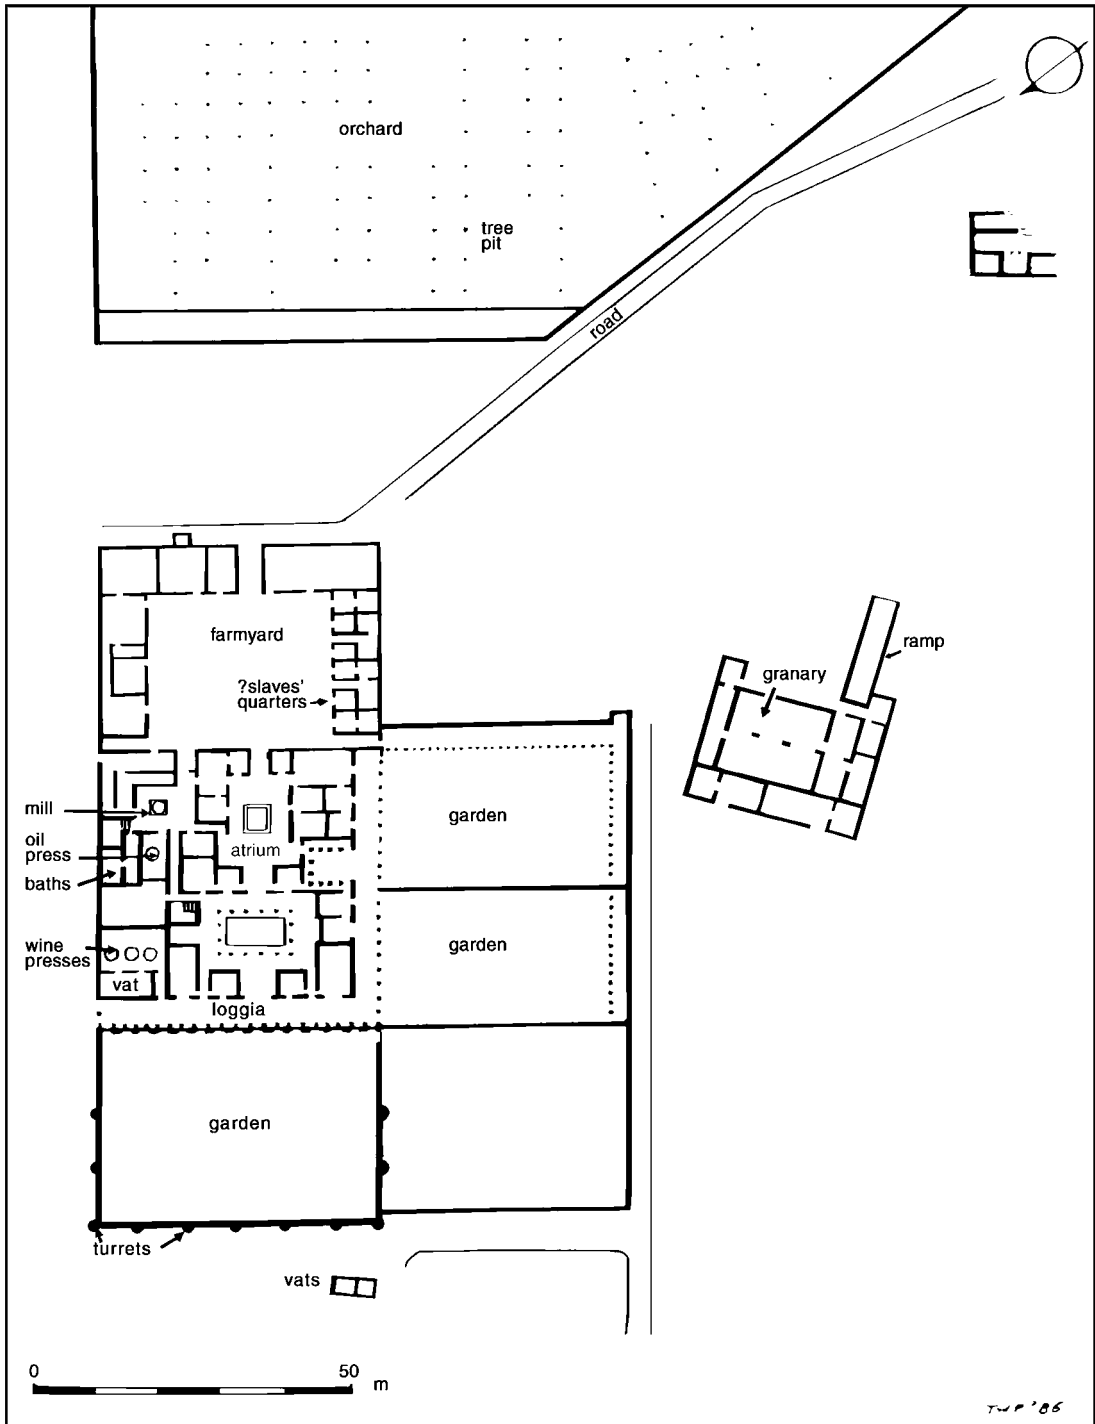 orchard
tree
pit
road
farmyard
ramp
granary
?slaves'
quarters
mill
garden
oil
press
atrium
baths
garden
wine
presses
vat
loggia
garden
turrets
vats
0 50 m
TWP '86